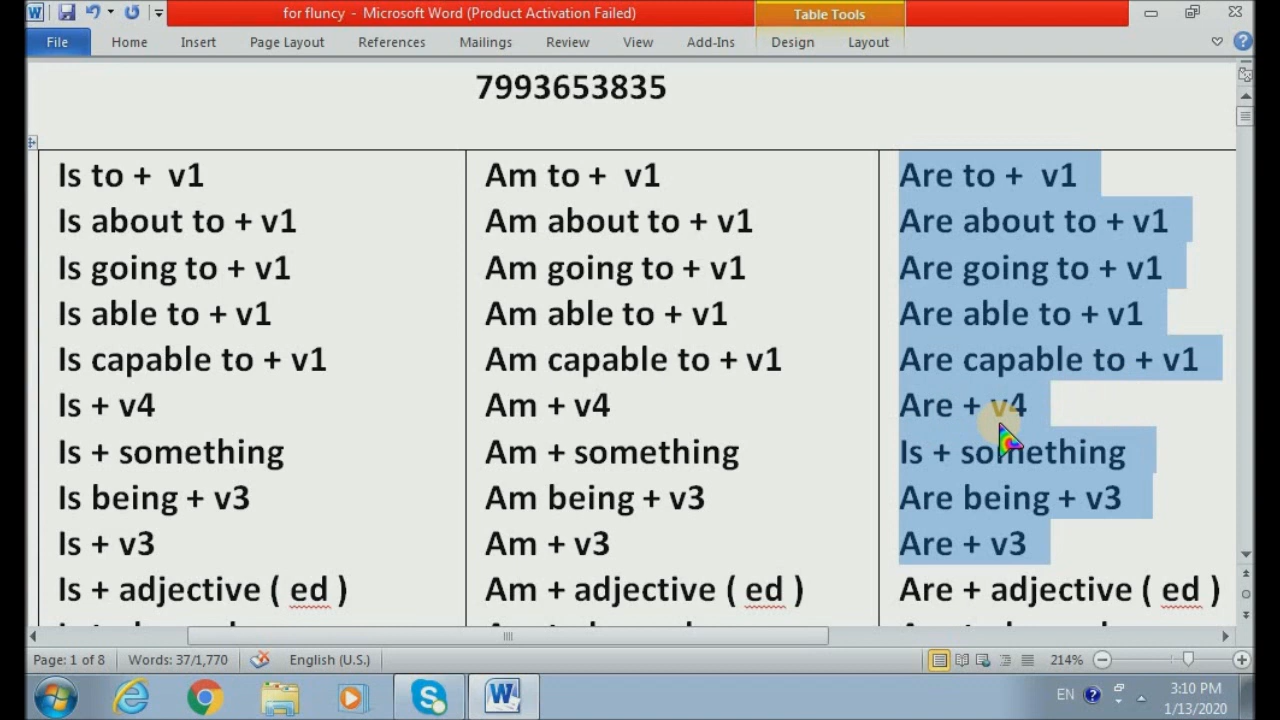 for fluncy - Microsoft Word (Product Activation Failed)
Table Tools
File Home Insert Page Layout References Mailings Review View Add-Ins Design Layout
7993653835
Is to + v1 Am to + v1 Are to + v1
Is about to + v1 Am about to + v1 Are about to + v1
Is going to + v1 Am going to + v1 Are going to + v1
Is able to + v1 Am able to + v1 Are able to + v1
Is capable to + v1 Am capable to + v1 Are capable to + v1
Is + v4 Am + v4 Are + v4
Is + something Am + something Is + something
Is being + v3 Am being + v3 Are being + v3
Is + v3 Am + v3 Are + v3
Is + adjective ( ed ) Am + adjective ( ed ) Are + adjective ( ed )
Page: 1 of 8 Words: 37/1,770 English (U.S.) 214%
EN 3:10 PM
1/13/2020